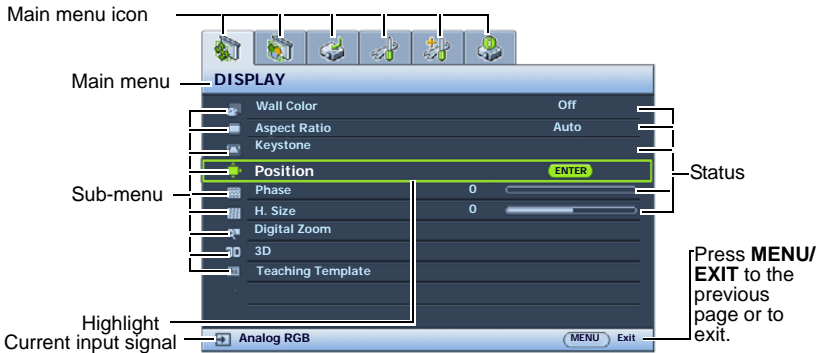 Main menu icon
Main menu
DISPLAY
Wall Color Off
Aspect Ratio Auto
Keystone
Position ENTER
Status
Sub-menu
Phase 0
H. Size 0
Digital Zoom
3D 3D
Teaching Template
Press MENU/
EXIT to the
previous
page or to
exit.
Highlight
Current input signal
Analog RGB MENU Exit